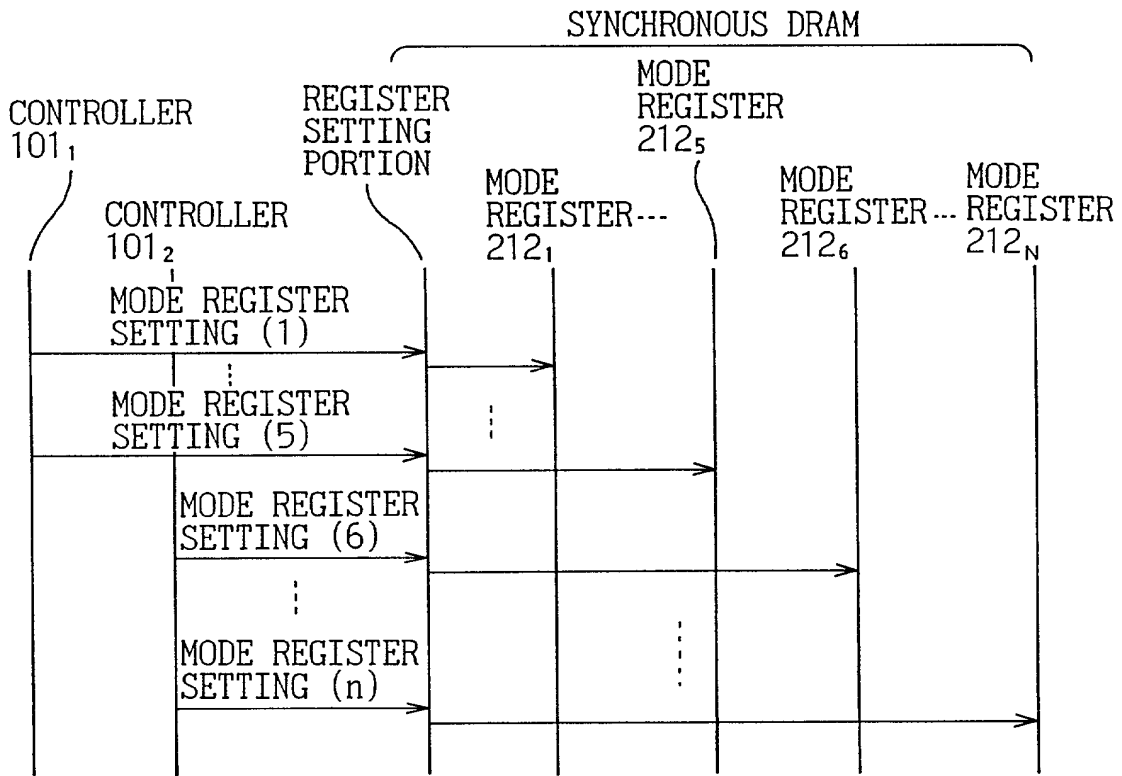 SYNCHRONOUS DRAM
CONTROLLER
101₁
REGISTER
SETTING
PORTION
MODE
REGISTER
212₅
CONTROLLER
101₂
MODE
REGISTER---
212₁
MODE
REGISTER---
212₆
MODE
REGISTER
212N
MODE REGISTER
SETTING (1)
MODE REGISTER
SETTING (5)
MODE REGISTER
SETTING (6)
MODE REGISTER
SETTING (n)